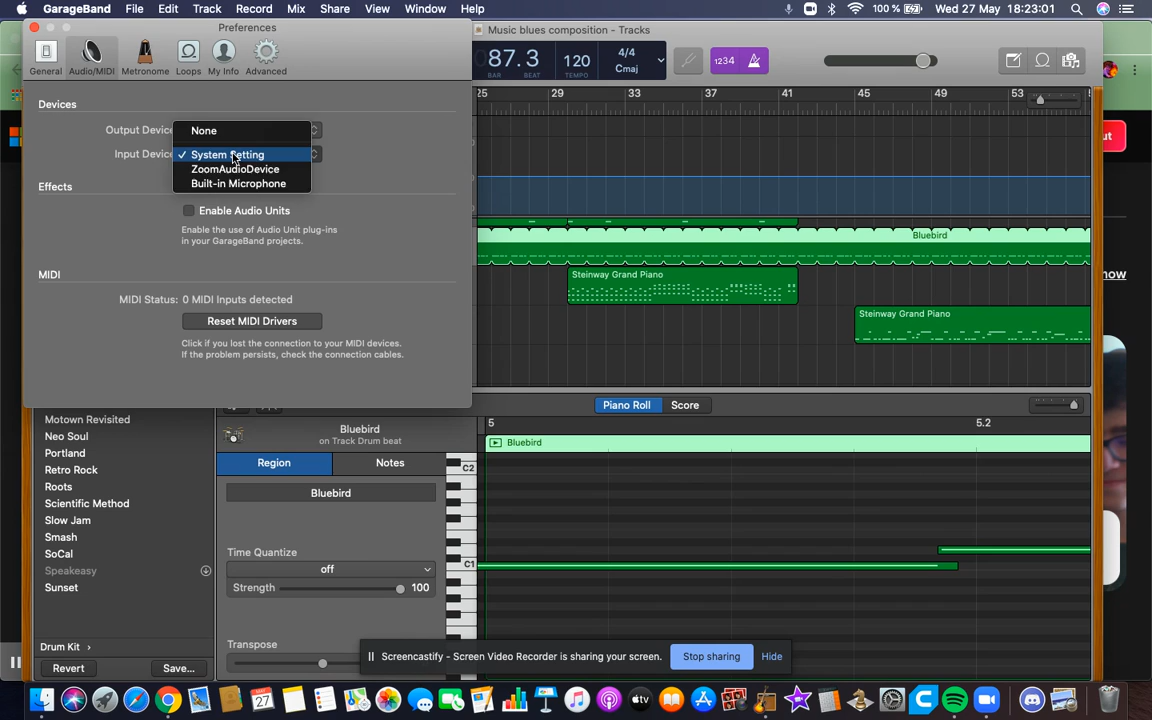 GarageBand File Edit Track Record Mix Share View Window Help 100% Wed 27 May 18:23:01
Preferences
Music blues composition - Tracks
General Audio/MIDI Metronome Loops My Info Advanced
87.3
BAR BEAT
120
TEMPO
4/4
Cmaj
1234
25 29 33 37 41 45 49 53
Devices
Output Device
Input Device
None
System Setting
ZoomAudioDevice
Built-in Microphone
Effects
Enable Audio Units
Enable the use of Audio Unit plug-ins
in your GarageBand projects.
MIDI
MIDI Status: 0 MIDI Inputs detected
Reset MIDI Drivers
Click if you lost the connection to your MIDI devices.
If the problem persists, check the connection cables.
Bluebird
Steinway Grand Piano
Steinway Grand Piano
Piano Roll Score
Motown Revisited
Neo Soul
Portland
Retro Rock
Roots
Scientific Method
Slow Jam
Smash
SoCal
Speakeasy
Sunset
Drum Kit
Revert Save...
Bluebird
on Track Drum beat
Region Notes
Bluebird
Time Quantize
off
Strength 100
Transpose
5 5.2
Bluebird
C2
C1
Screencastify - Screen Video Recorder is sharing your screen. Stop sharing Hide
27